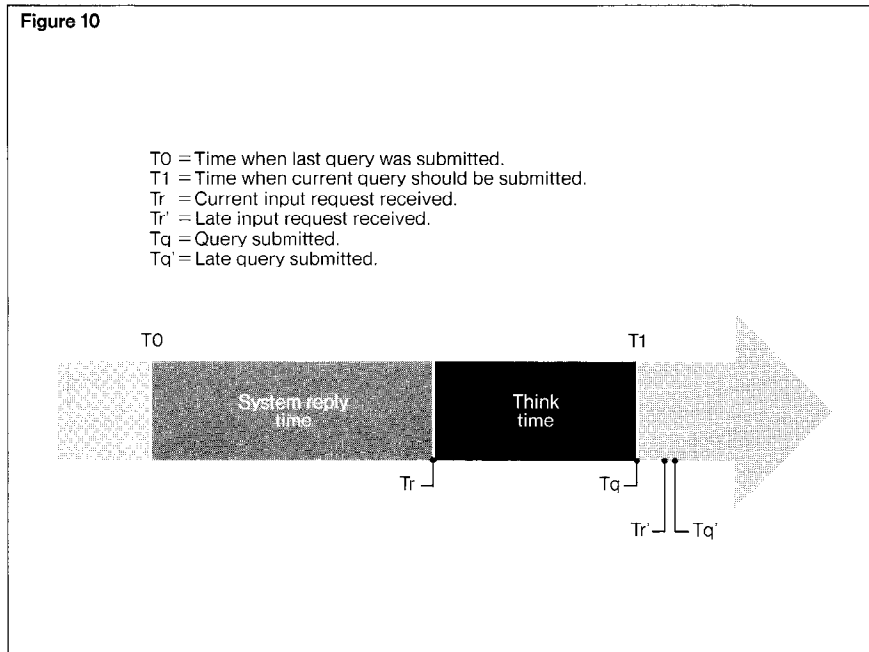 Figure 10
T0 = Time when last query was submitted.
T1 = Time when current query should be submitted.
Tr = Current input request received.
Tr' = Late input request received.
Tq = Query submitted.
Tq' = Late query submitted.
T0
T1
System reply
time
Think
time
Tr
Tq
Tr'
Tq'